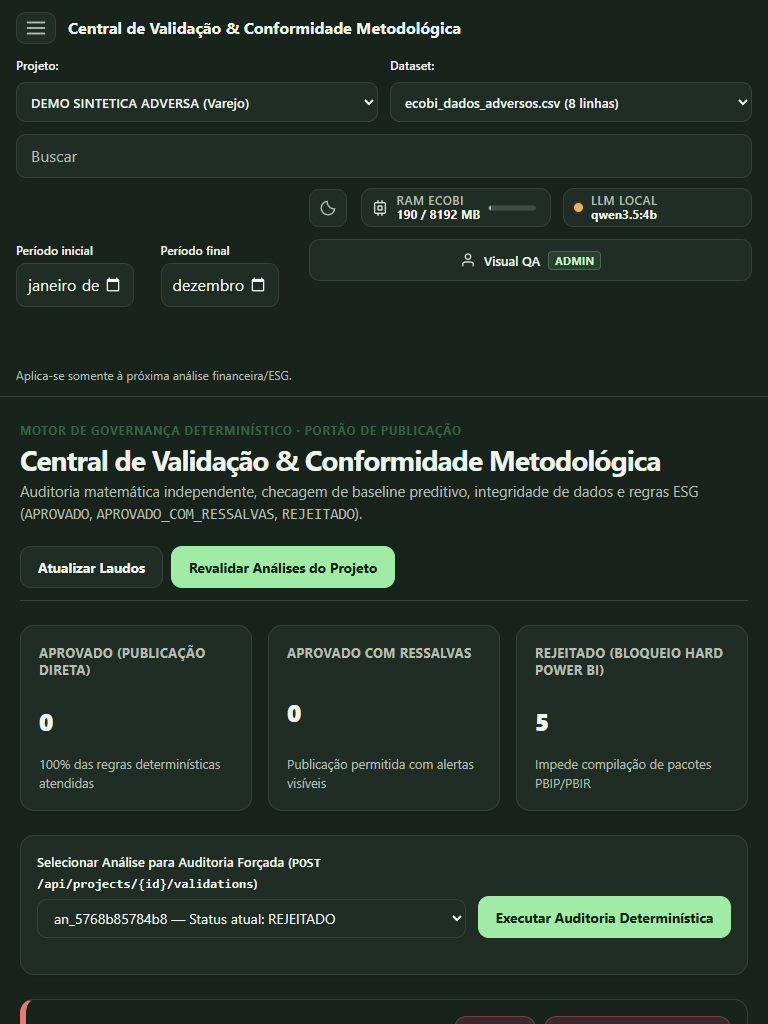 Central de Validação & Conformidade Metodológica
Projeto:
Dataset:
DEMO SINTETICA ADVERSA (Varejo)
ecobi_dados_adversos.csv (8 linhas)
Buscar
RAM ECOBI
190 / 8192 MB
LLM LOCAL
qwen3.5:4b
Período inicial
Período final
janeiro de
dezembro
Visual QA ADMIN
Aplica-se somente à próxima análise financeira/ESG.
MOTOR DE GOVERNANÇA DETERMINÍSTICO · PORTÃO DE PUBLICAÇÃO
Central de Validação & Conformidade Metodológica
Auditoria matemática independente, checagem de baseline preditivo, integridade de dados e regras ESG
(APROVADO, APROVADO_COM_RESSALVAS, REJEITADO).
Atualizar Laudos
Revalidar Análises do Projeto
APROVADO (PUBLICAÇÃO
DIRETA)
0
100% das regras determinísticas
atendidas
APROVADO COM RESSALVAS
0
Publicação permitida com alertas
visíveis
REJEITADO (BLOQUEIO HARD
POWER BI)
5
Impede compilação de pacotes
PBIP/PBIR
Selecionar Análise para Auditoria Forçada (POST
/api/projects/{id}/validations)
an_5768b85784b8 — Status atual: REJEITADO
Executar Auditoria Determinística